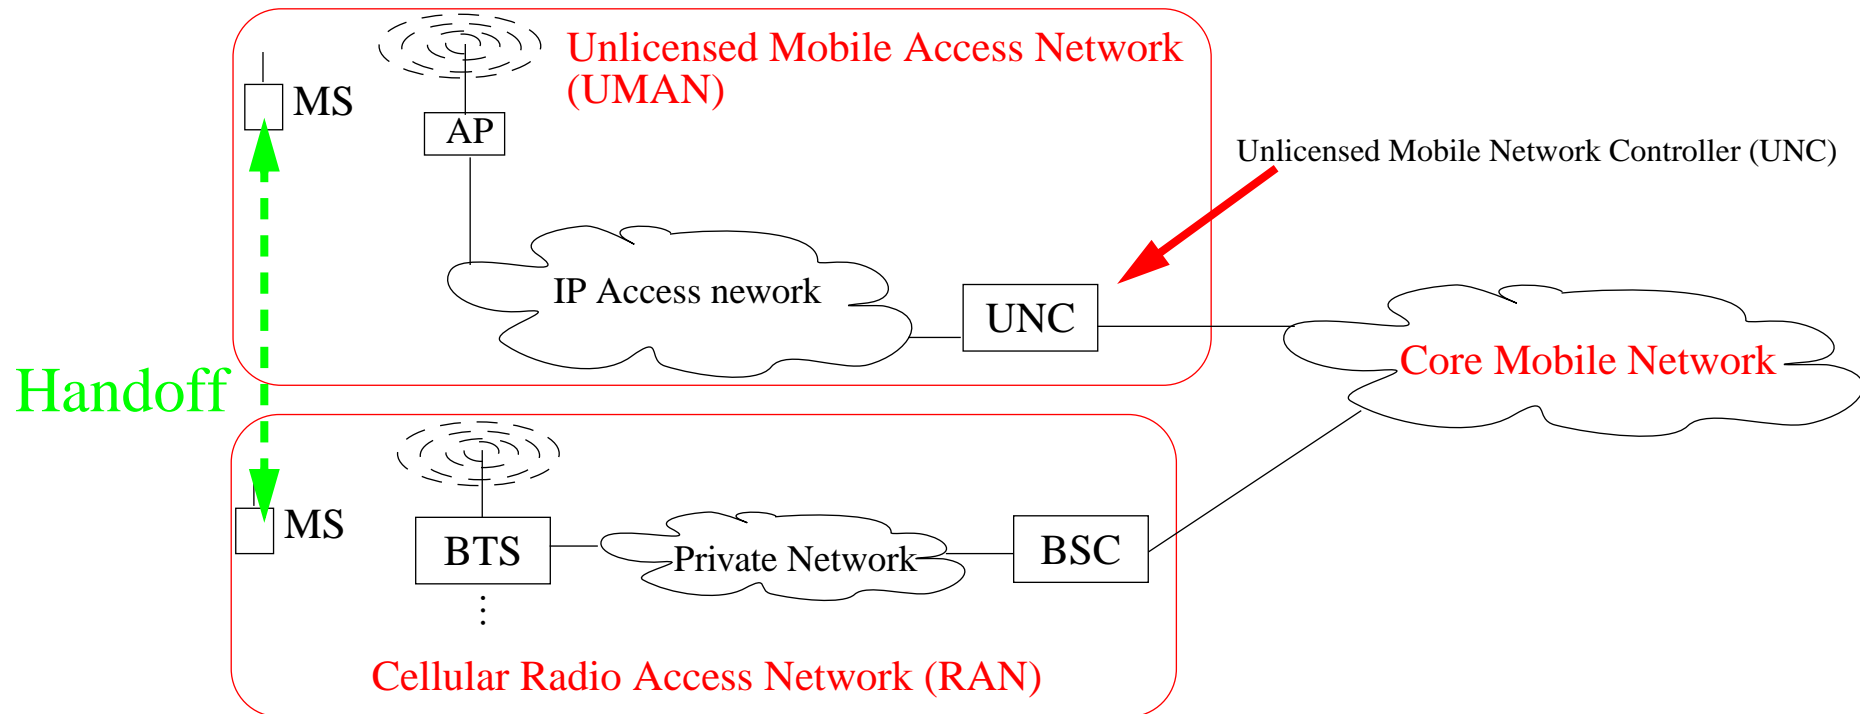 Unlicensed Mobile Access Network
(UMAN)
MS
AP
Unlicensed Mobile Network Controller (UNC)
IP Access nework
UNC
Core Mobile Network
Handoff
MS
BTS
Private Network
BSC
Cellular Radio Access Network (RAN)